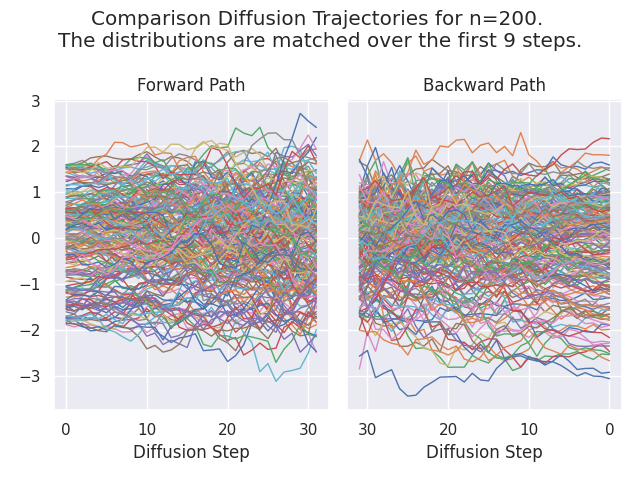 Comparison Diffusion Trajectories for n=200.
The distributions are matched over the first 9 steps.
Forward Path
Backward Path
3
2
1
0
−1
−2
−3
0 10 20 30
30 20 10 0
Diffusion Step
Diffusion Step